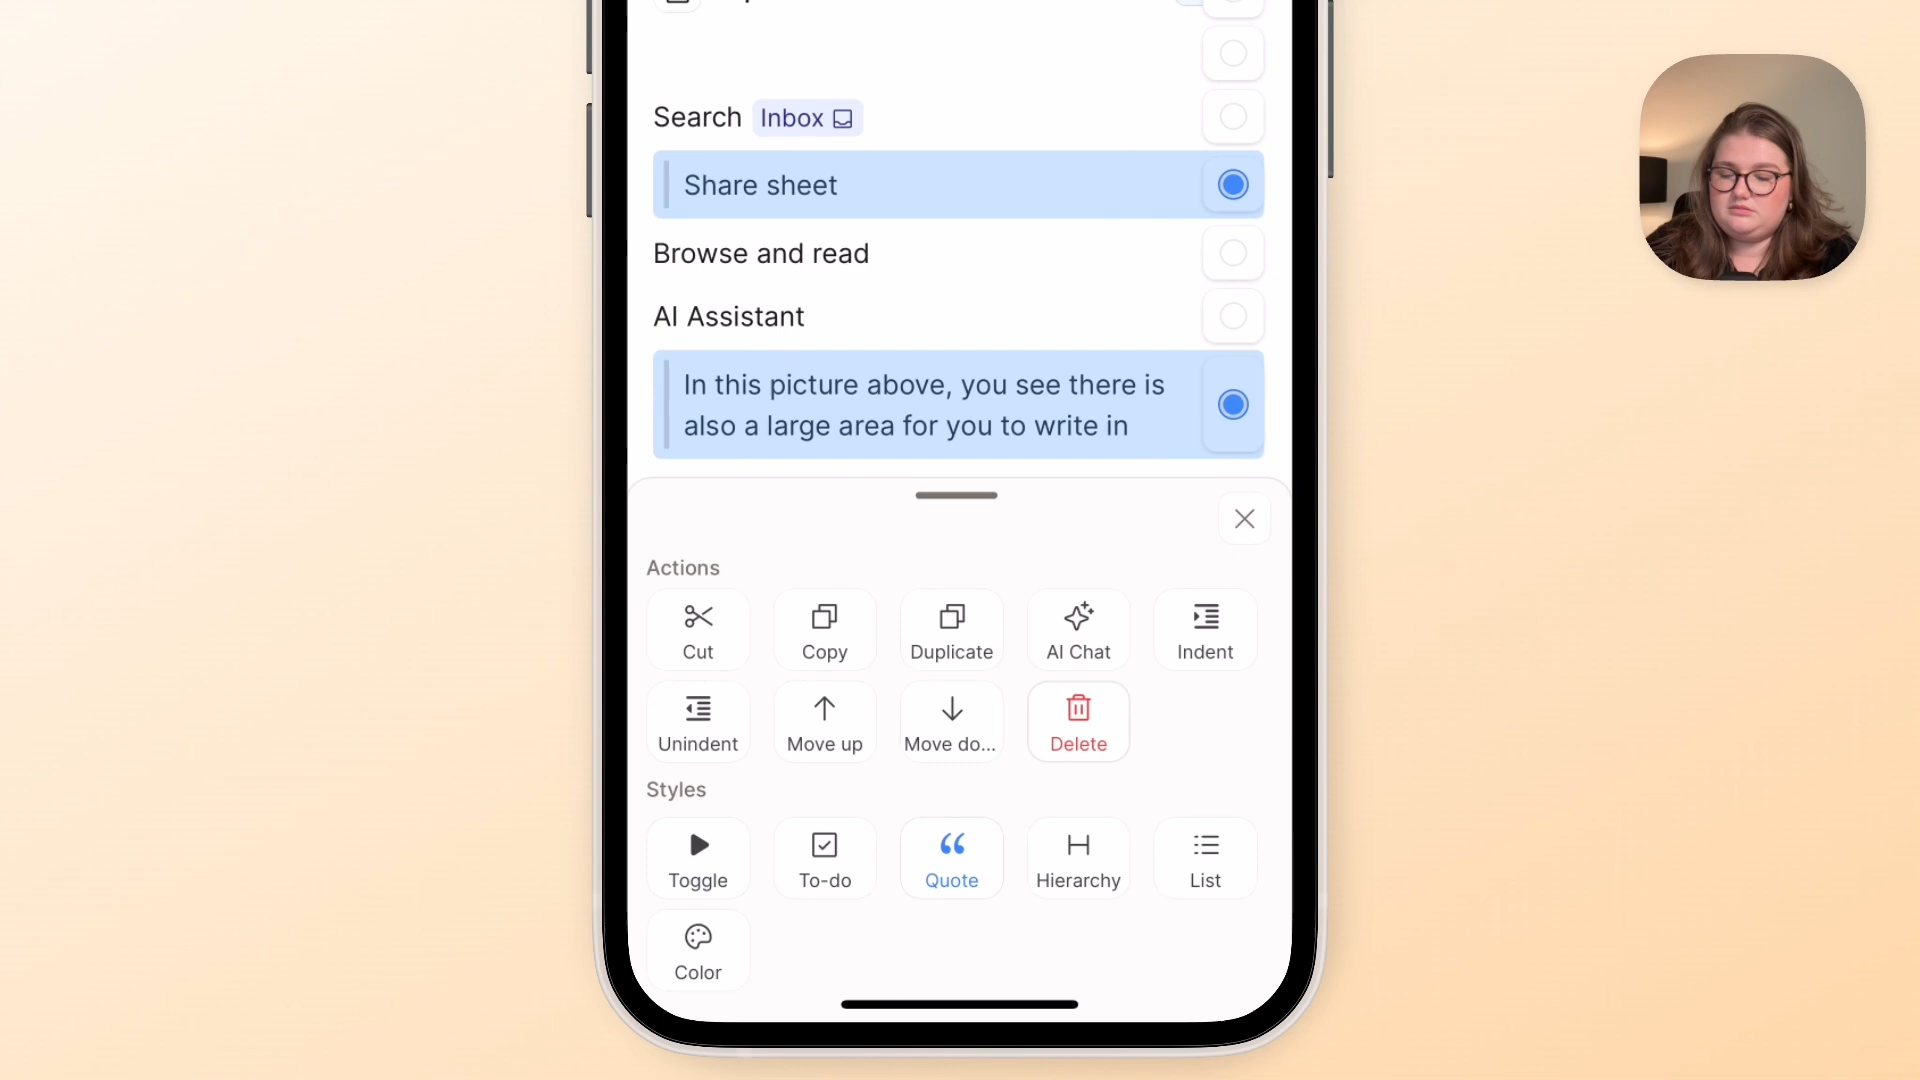 Search Inbox
Share sheet
Browse and read
AI Assistant
In this picture above, you see there is
also a large area for you to write in
Actions
Cut Copy Duplicate AI Chat Indent
Unindent Move up Move do... Delete
Styles
Toggle To-do Quote Hierarchy List
Color